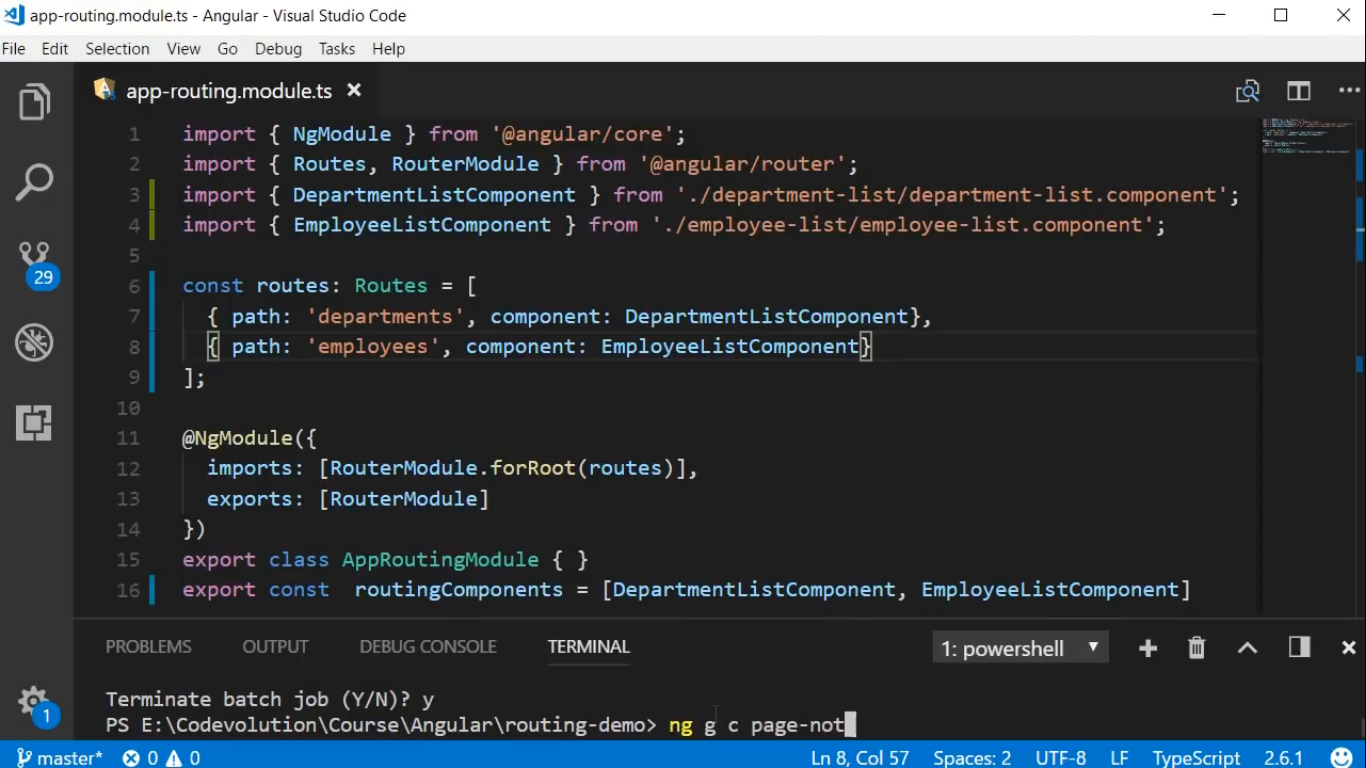 app-routing.module.ts - Angular - Visual Studio Code
File Edit Selection View Go Debug Tasks Help
app-routing.module.ts
1 import { NgModule } from '@angular/core';
2 import { Routes, RouterModule } from '@angular/router';
3 import { DepartmentListComponent } from './department-list/department-list.component';
4 import { EmployeeListComponent } from './employee-list/employee-list.component';
5
6 const routes: Routes = [
7 { path: 'departments', component: DepartmentListComponent},
8 { path: 'employees', component: EmployeeListComponent}
9 ];
10
11 @NgModule({
12 imports: [RouterModule.forRoot(routes)],
13 exports: [RouterModule]
14 })
15 export class AppRoutingModule { }
16 export const routingComponents = [DepartmentListComponent, EmployeeListComponent]
29
1
PROBLEMS OUTPUT DEBUG CONSOLE TERMINAL 1: powershell
Terminate batch job (Y/N)? y
PS E:\Codevolution\Course\Angular\routing-demo> ng g c page-not
master* 0 0 Ln 8, Col 57 Spaces: 2 UTF-8 LF TypeScript 2.6.1